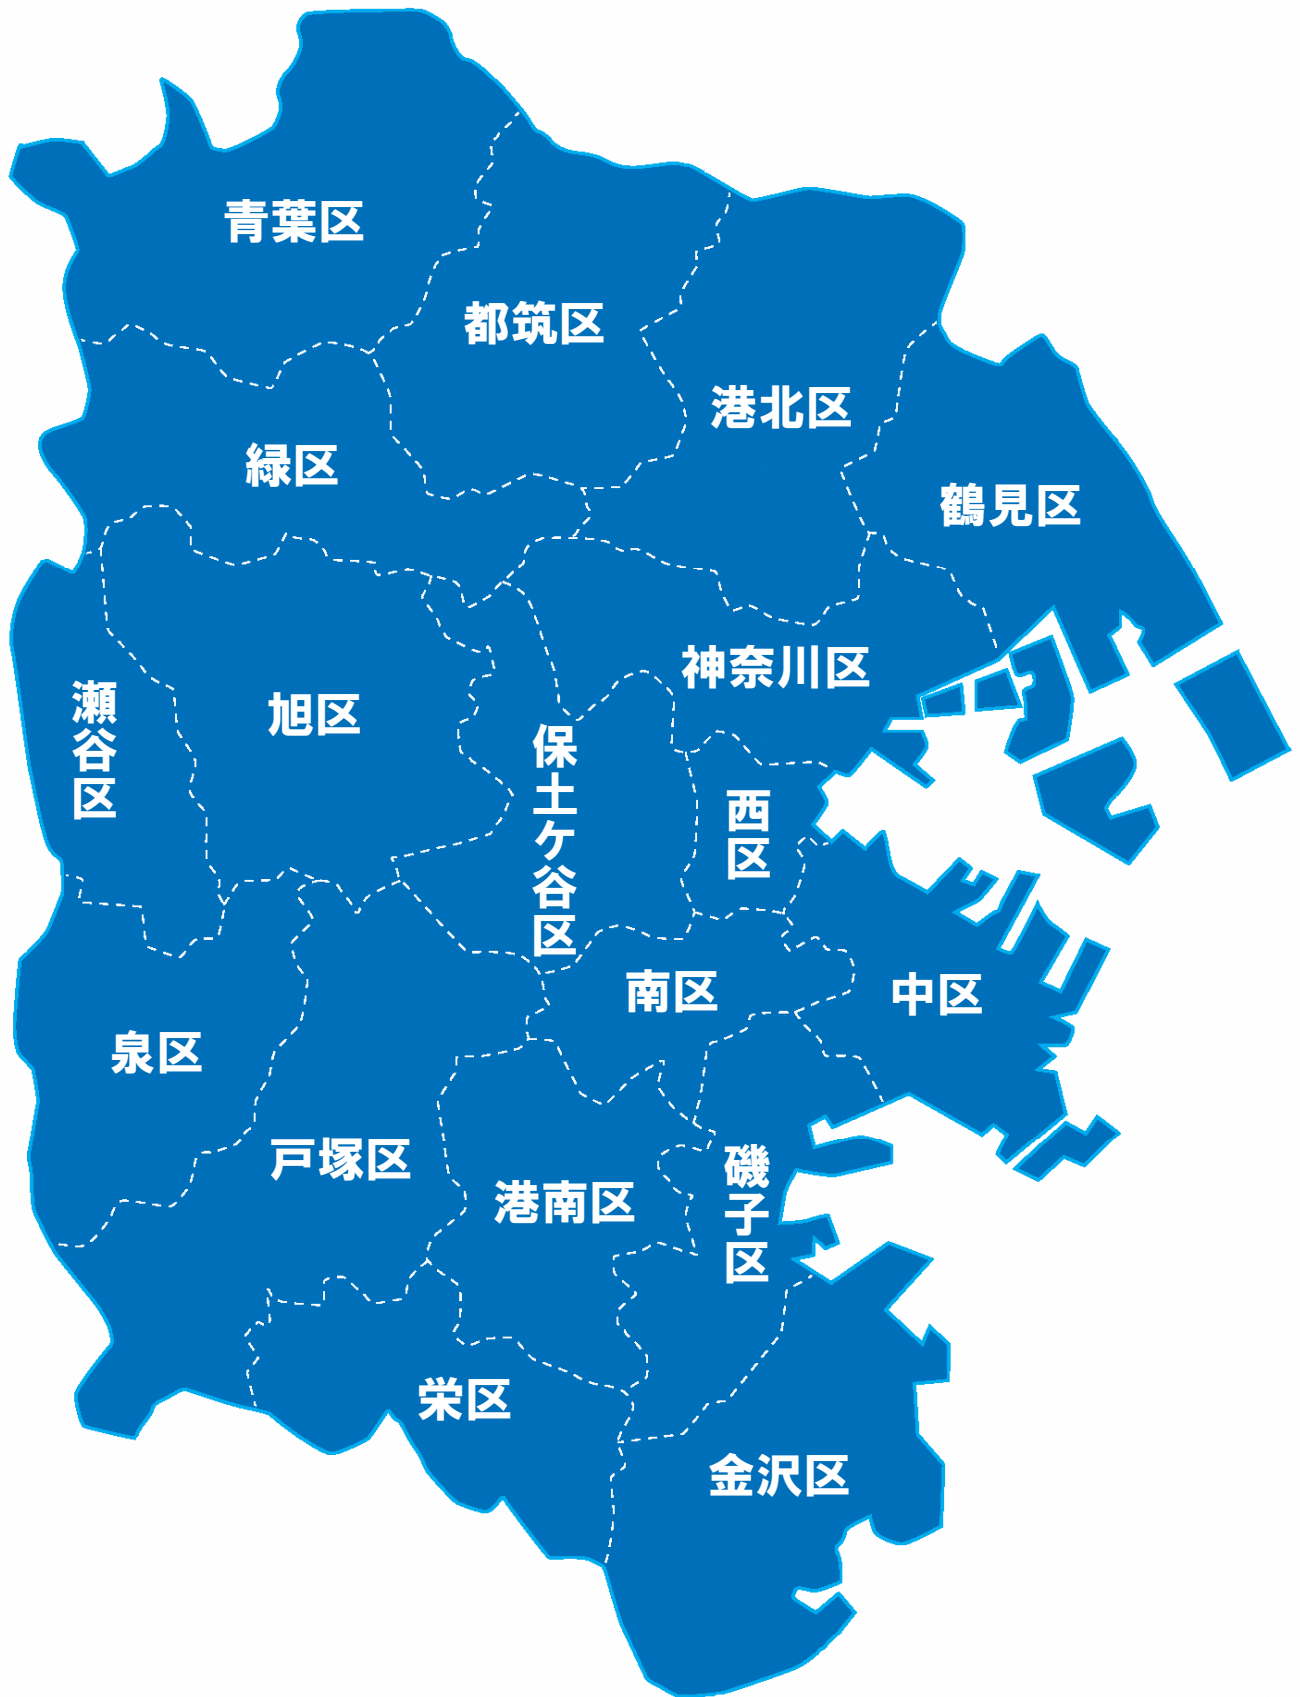 青葉区
都筑区
港北区
緑区
鶴見区
神奈川区
瀬谷区
旭区
保土ケ谷区
西区
南区
中区
泉区
戸塚区
港南区
磯子区
栄区
金沢区